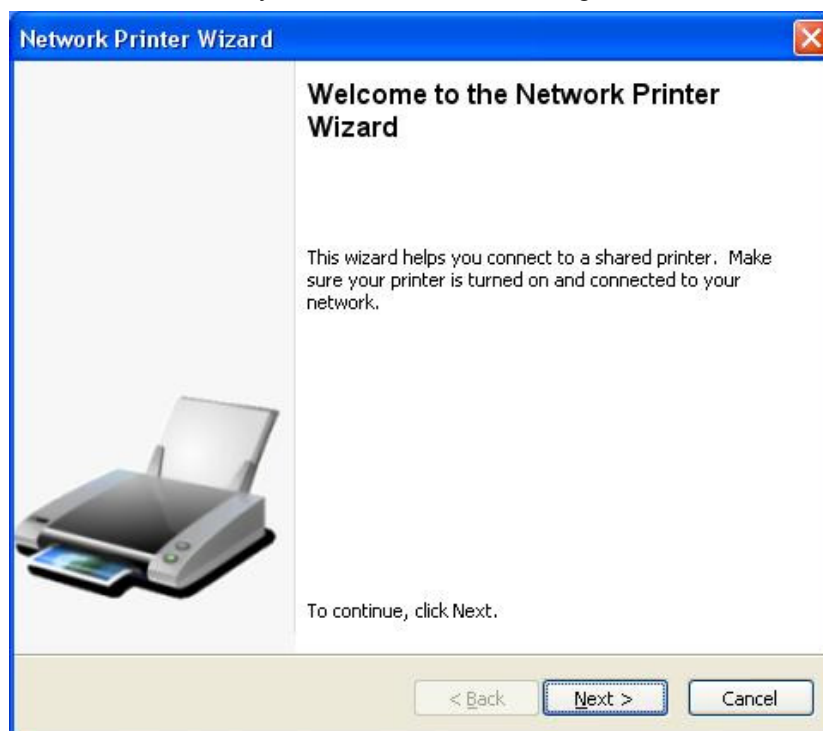 Network Printer Wizard
Welcome to the Network Printer
Wizard
This wizard helps you connect to a shared printer. Make
sure your printer is turned on and connected to your
network.
To continue, click Next.
< Back Next > Cancel